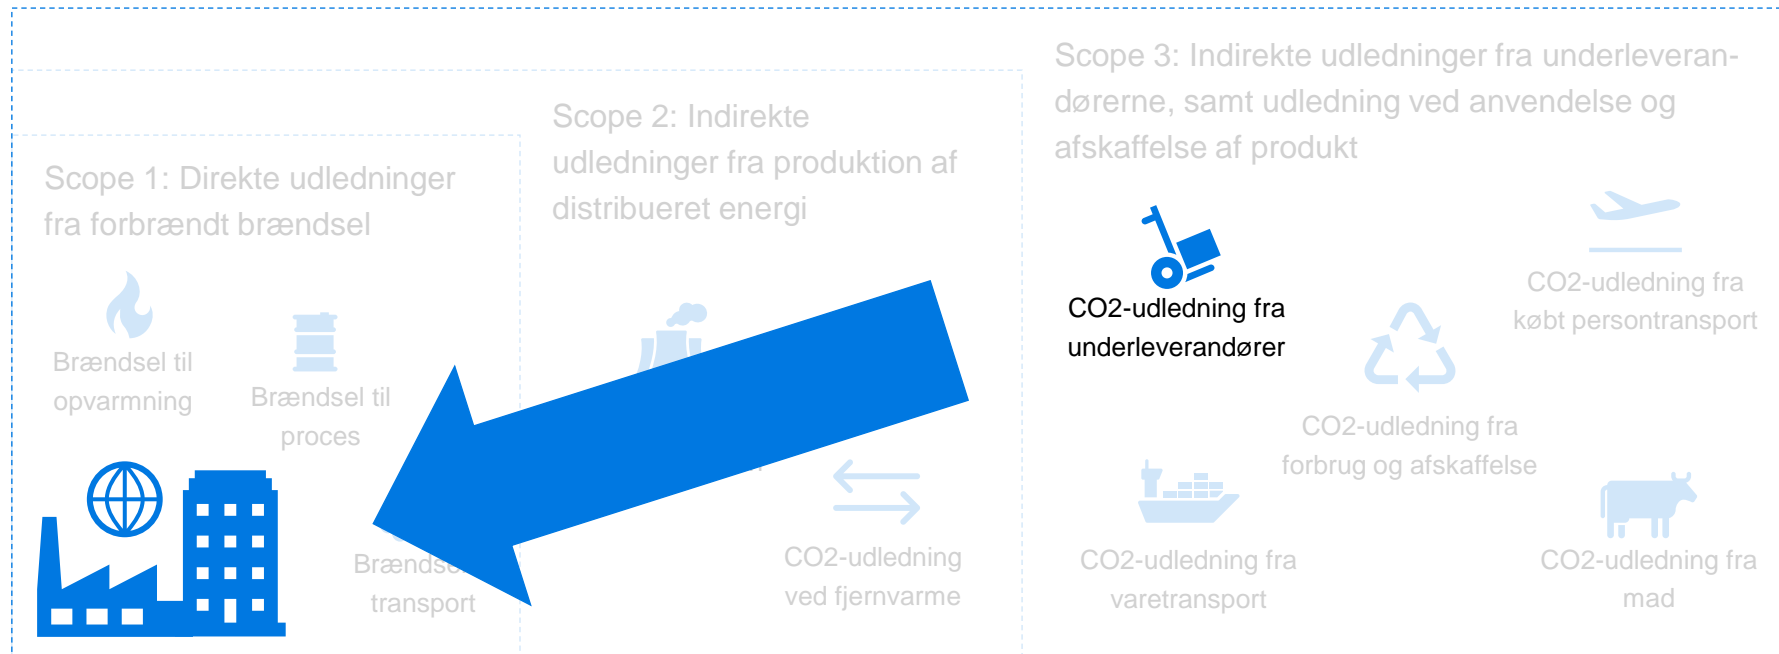 Scope 1: Direkte udledninger
fra forbrændt brændsel
Brændsel til
opvarmning
Brændsel til
proces
transport
Scope 2: Indirekte
udledninger fra produktion af
distribueret energi
CO2-udledning
ved fjernvarme
Scope 3: Indirekte udledninger fra underleveran-
dørerne, samt udledning ved anvendelse og
afskaffelse af produkt
CO2-udledning fra
underleverandører
CO2-udledning fra
købt persontransport
CO2-udledning fra
forbrug og afskaffelse
CO2-udledning fra
varetransport
CO2-udledning fra
mad